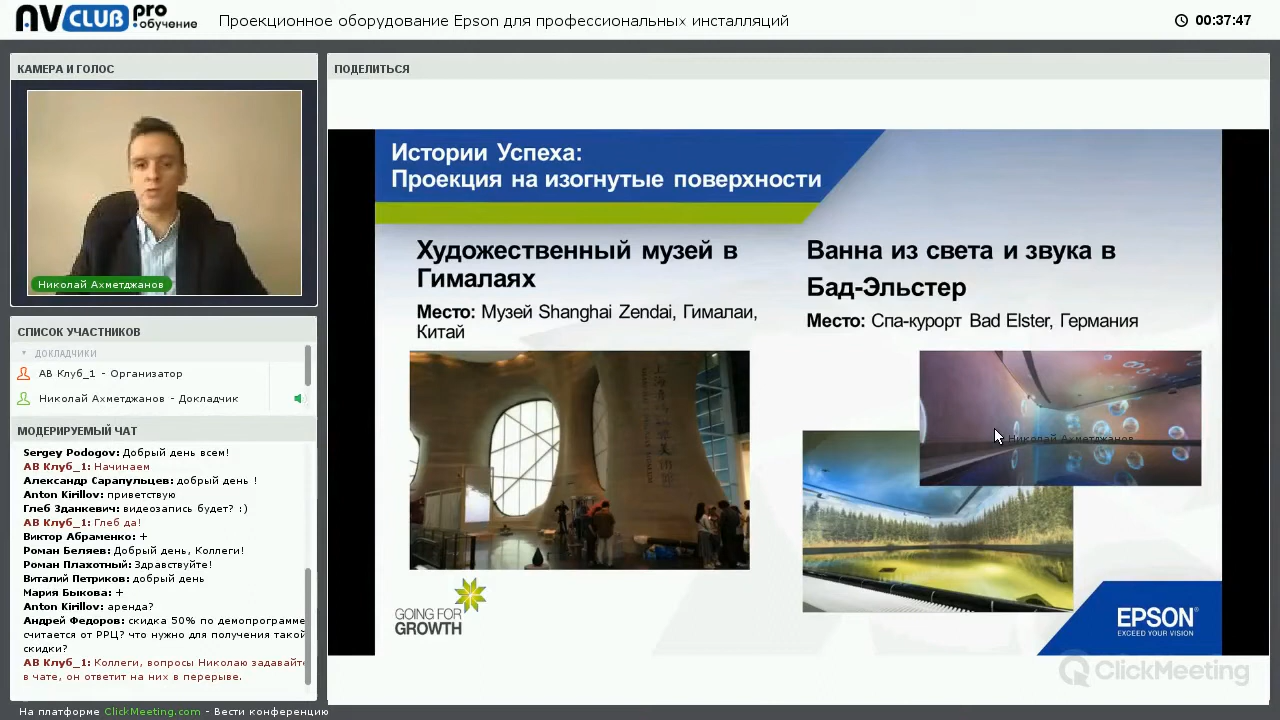 AVCLUB.pro
:обучение
Проекционное оборудование Epson для профессиональных инсталляций
00:37:47
КАМЕРА И ГОЛОС
Николай Ахметджанов
СПИСОК УЧАСТНИКОВ
ДОКЛАДЧИКИ
АВ Клуб_1 - Организатор
Николай Ахметджанов - Докладчик
МОДЕРИРУЕМЫЙ ЧАТ
Sergey Podogov: Добрый день всем!
АВ Клуб_1: Начинаем
Александр Сарапульцев: добрый день !
Anton Kirillov: приветствую
Глеб Зданкевич: видеозапись будет? :)
АВ Клуб_1: Глеб да!
Виктор Абраменко: +
Роман Беляев: Добрый день, Коллеги!
Роман Плахотный: Здравствуйте!
Виталий Петриков: добрый день
Мария Быкова: +
Anton Kirillov: аренда?
Андрей Федоров: скидка 50% по демопрограмме
считается от РРЦ? что нужно для получения такой
скидки?
АВ Клуб_1: Коллеги, вопросы Николаю задавайте
в чате, он ответит на них в перерыве.
На платформе ClickMeeting.com - Вести конференцию
ПОДЕЛИТЬСЯ
Истории Успеха:
Проекция на изогнутые поверхности
Художественный музей в
Гималаях
Место: Музей Shanghai Zendai, Гималаи,
Китай
Ванна из света и звука в
Бад-Эльстер
Место: Спа-курорт Bad Elster, Германия
Николай Ахметджанов
GOING FOR
GROWTH
EPSON®
EXCEED YOUR VISION
ClickMeeting